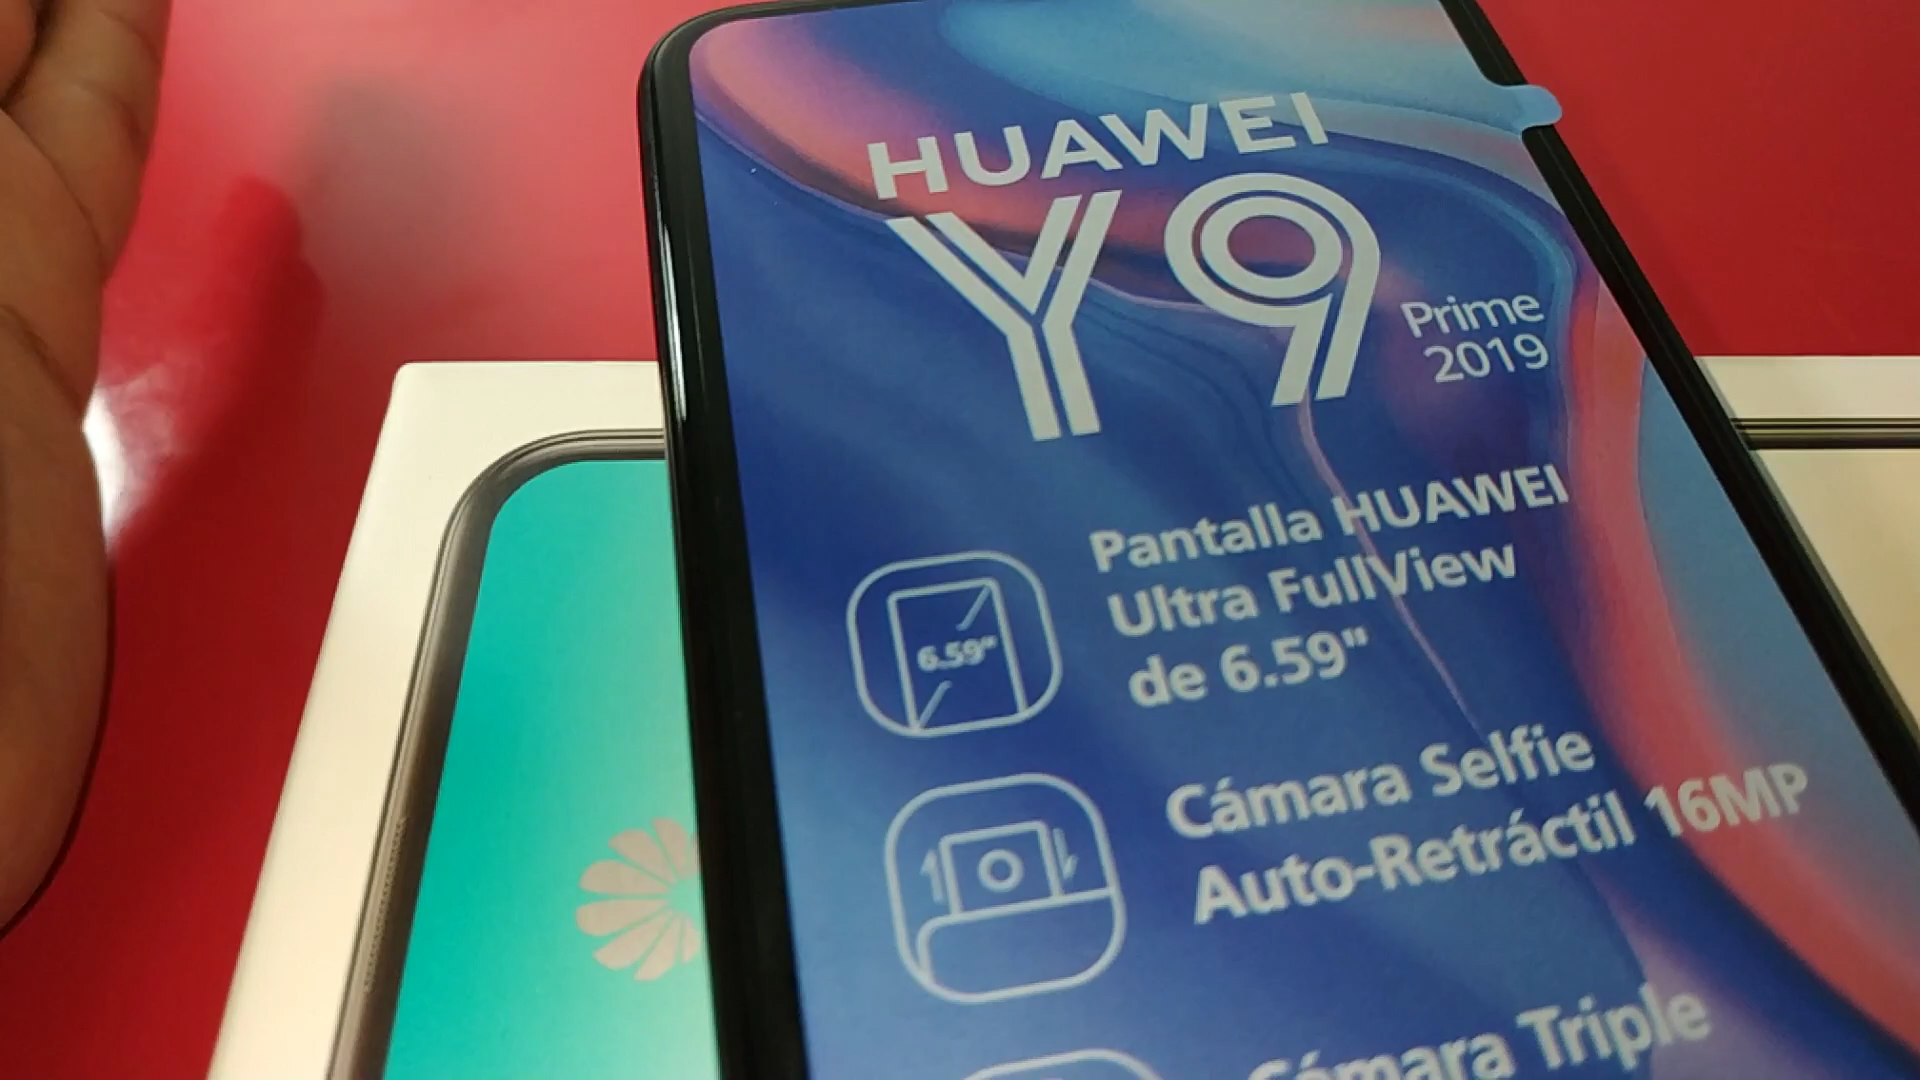 HUAWEI
Y9
Prime
2019
6.59"
Pantalla HUAWEI
Ultra FullView
de 6.59"
Cámara Selfie
Auto-Retráctil 16MP
Cámara Triple